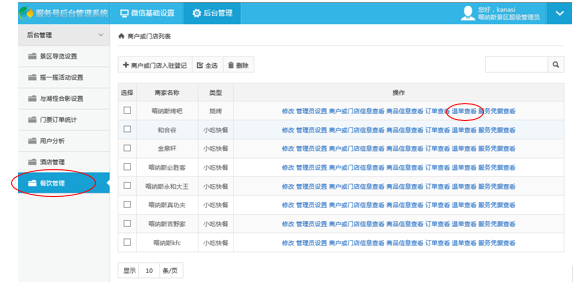 服务号后台管理系统 微信基础设置 后台管理 您好，kanasi
喀纳斯景区超级管理员
后台管理
景区导览设置
摇一摇活动设置
与湖怪合影设置
门票订单统计
用户分析
酒店管理
餐饮管理
商户或门店列表
商户或门店入驻登记 全选 删除
选择 商家名称 类型 操作
喀纳斯烤吧 烧烤 修改 管理员设置 商户或门店信息查看 商品信息查看 订单查看 退单查看 服务凭据查看
和合谷 小吃快餐 修改 管理员设置 商户或门店信息查看 商品信息查看 订单查看 退单查看 服务凭据查看
金鼎轩 小吃快餐 修改 管理员设置 商户或门店信息查看 商品信息查看 订单查看 退单查看 服务凭据查看
喀纳斯必胜客 小吃快餐 修改 管理员设置 商户或门店信息查看 商品信息查看 订单查看 退单查看 服务凭据查看
喀纳斯永和大王 小吃快餐 修改 管理员设置 商户或门店信息查看 商品信息查看 订单查看 退单查看 服务凭据查看
喀纳斯真功夫 小吃快餐 修改 管理员设置 商户或门店信息查看 商品信息查看 订单查看 退单查看 服务凭据查看
喀纳斯吉野家 小吃快餐 修改 管理员设置 商户或门店信息查看 商品信息查看 订单查看 退单查看 服务凭据查看
喀纳斯kfc 小吃快餐 修改 管理员设置 商户或门店信息查看 商品信息查看 订单查看 退单查看 服务凭据查看
显示 10 条/页